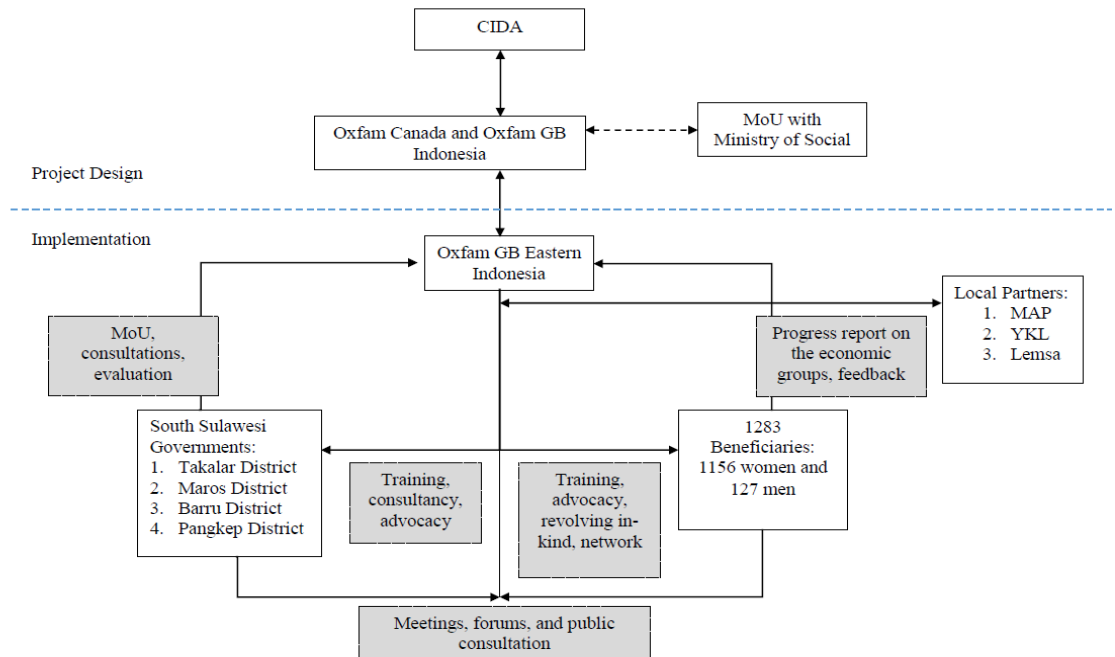 CIDA
Oxfam Canada and Oxfam GB
Indonesia
MoU with
Ministry of Social
Project Design
Implementation
Oxfam GB Eastern
Indonesia
Local Partners:
1. MAP
2. YKL
3. Lemsa
MoU,
consultations,
evaluation
Progress report on
the economic
groups, feedback
South Sulawesi
Governments:
1. Takalar District
2. Maros District
3. Barru District
4. Pangkep District
Training,
consultancy,
advocacy
Training,
advocacy,
revolving in-
kind, network
1283
Beneficiaries:
1156 women and
127 men
Meetings, forums, and public
consultation